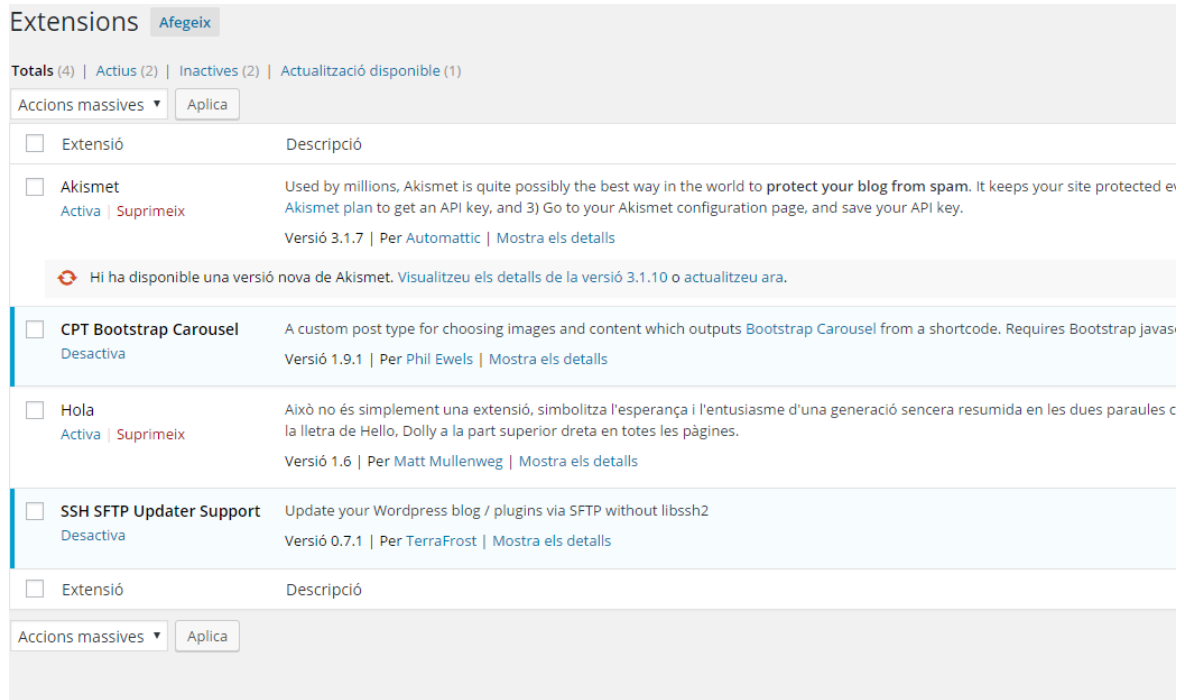 Extensions Afegeix
Totals (4) | Actius (2) | Inactives (2) | Actualització disponible (1)
Accions massives Aplica
Extensió Descripció
Akismet Used by millions, Akismet is quite possibly the best way in the world to protect your blog from spam. It keeps your site protected
Activa | Suprimeix Akismet plan to get an API key, and 3) Go to your Akismet configuration page, and save your API key.
Versió 3.1.7 | Per Automattic | Mostra els detalls
Hi ha disponible una versió nova de Akismet. Visualitzeu els detalls de la versió 3.1.10 o actualitzeu ara.
CPT Bootstrap Carousel A custom post type for choosing images and content which outputs Bootstrap Carousel from a shortcode. Requires Bootstrap
Desactiva
Versió 1.9.1 | Per Phil Ewels | Mostra els detalls
Hola Això no és simplement una extensió, simbolitza l'esperança i l'entusiasme d'una generació sencera resumida en les dues paraules
Activa | Suprimeix la lletra de Hello, Dolly a la part superior dreta en totes les pàgines.
Versió 1.6 | Per Matt Mullenweg | Mostra els detalls
SSH SFTP Updater Support Update your Wordpress blog / plugins via SFTP without libssh2
Desactiva
Versió 0.7.1 | Per TerraFrost | Mostra els detalls
Extensió Descripció
Accions massives Aplica